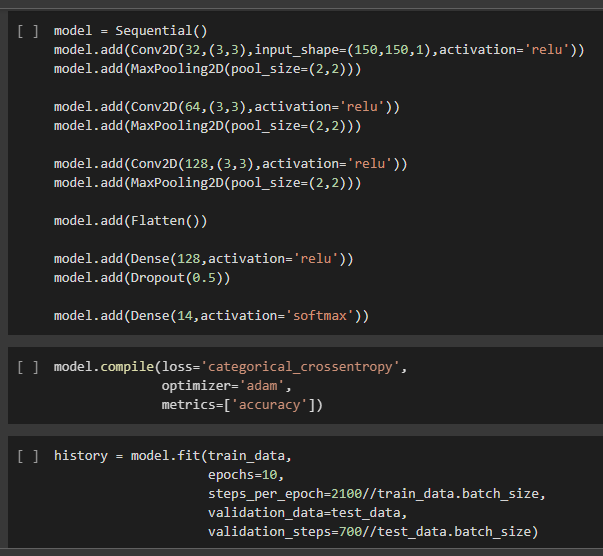 [ ] model = Sequential()
model.add(Conv2D(32,(3,3),input_shape=(150,150,1),activation='relu'))
model.add(MaxPooling2D(pool_size=(2,2)))
model.add(Conv2D(64,(3,3),activation='relu'))
model.add(MaxPooling2D(pool_size=(2,2)))
model.add(Conv2D(128,(3,3),activation='relu'))
model.add(MaxPooling2D(pool_size=(2,2)))
model.add(Flatten())
model.add(Dense(128,activation='relu'))
model.add(Dropout(0.5))
model.add(Dense(14,activation='softmax'))
[ ] model.compile(loss='categorical_crossentropy',
optimizer='adam',
metrics=['accuracy'])
[ ] history = model.fit(train_data,
epochs=10,
steps_per_epoch=2100//train_data.batch_size,
validation_data=test_data,
validation_steps=700//test_data.batch_size)